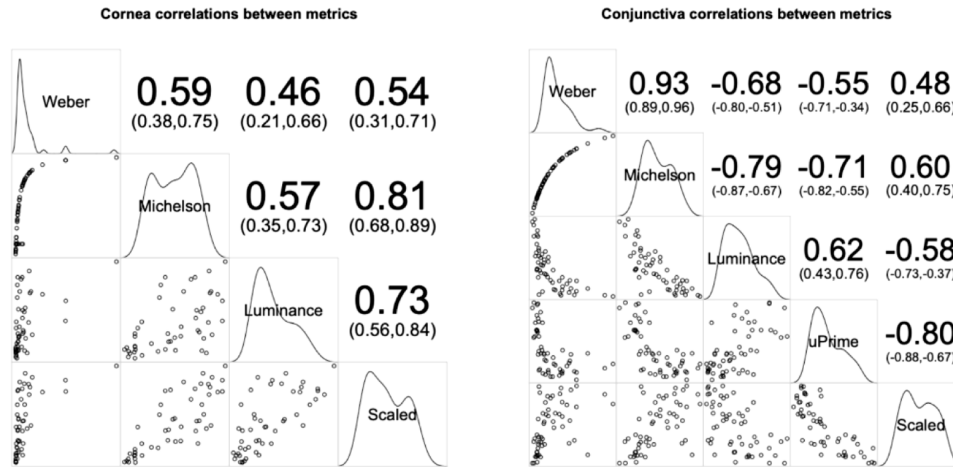 Cornea correlations between metrics
Weber 0.59 0.46 0.54
(0.38,0.75) (0.21,0.66) (0.31,0.71)
Michelson 0.57 0.81
(0.35,0.73) (0.68,0.89)
Luminance 0.73
(0.56,0.84)
Scaled
Conjunctiva correlations between metrics
Weber 0.93 -0.68 -0.55 0.48
(0.89,0.96) (-0.80,-0.51) (-0.71,-0.34) (0.25,0.66)
Michelson -0.79 -0.71 0.60
(-0.87,-0.67) (-0.82,-0.55) (0.40,0.75)
Luminance 0.62 -0.58
(0.43,0.76) (-0.73,-0.37)
uPrime -0.80
(-0.88,-0.67)
Scaled